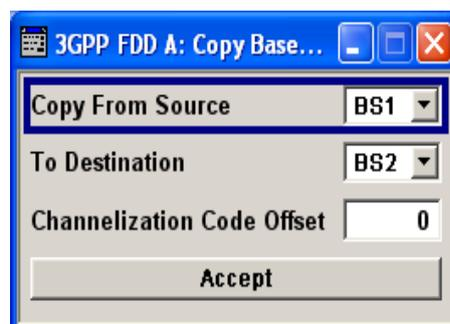 3GPP FDD A: Copy Base...
Copy From Source BS1
To Destination BS2
Channelization Code Offset 0
Accept